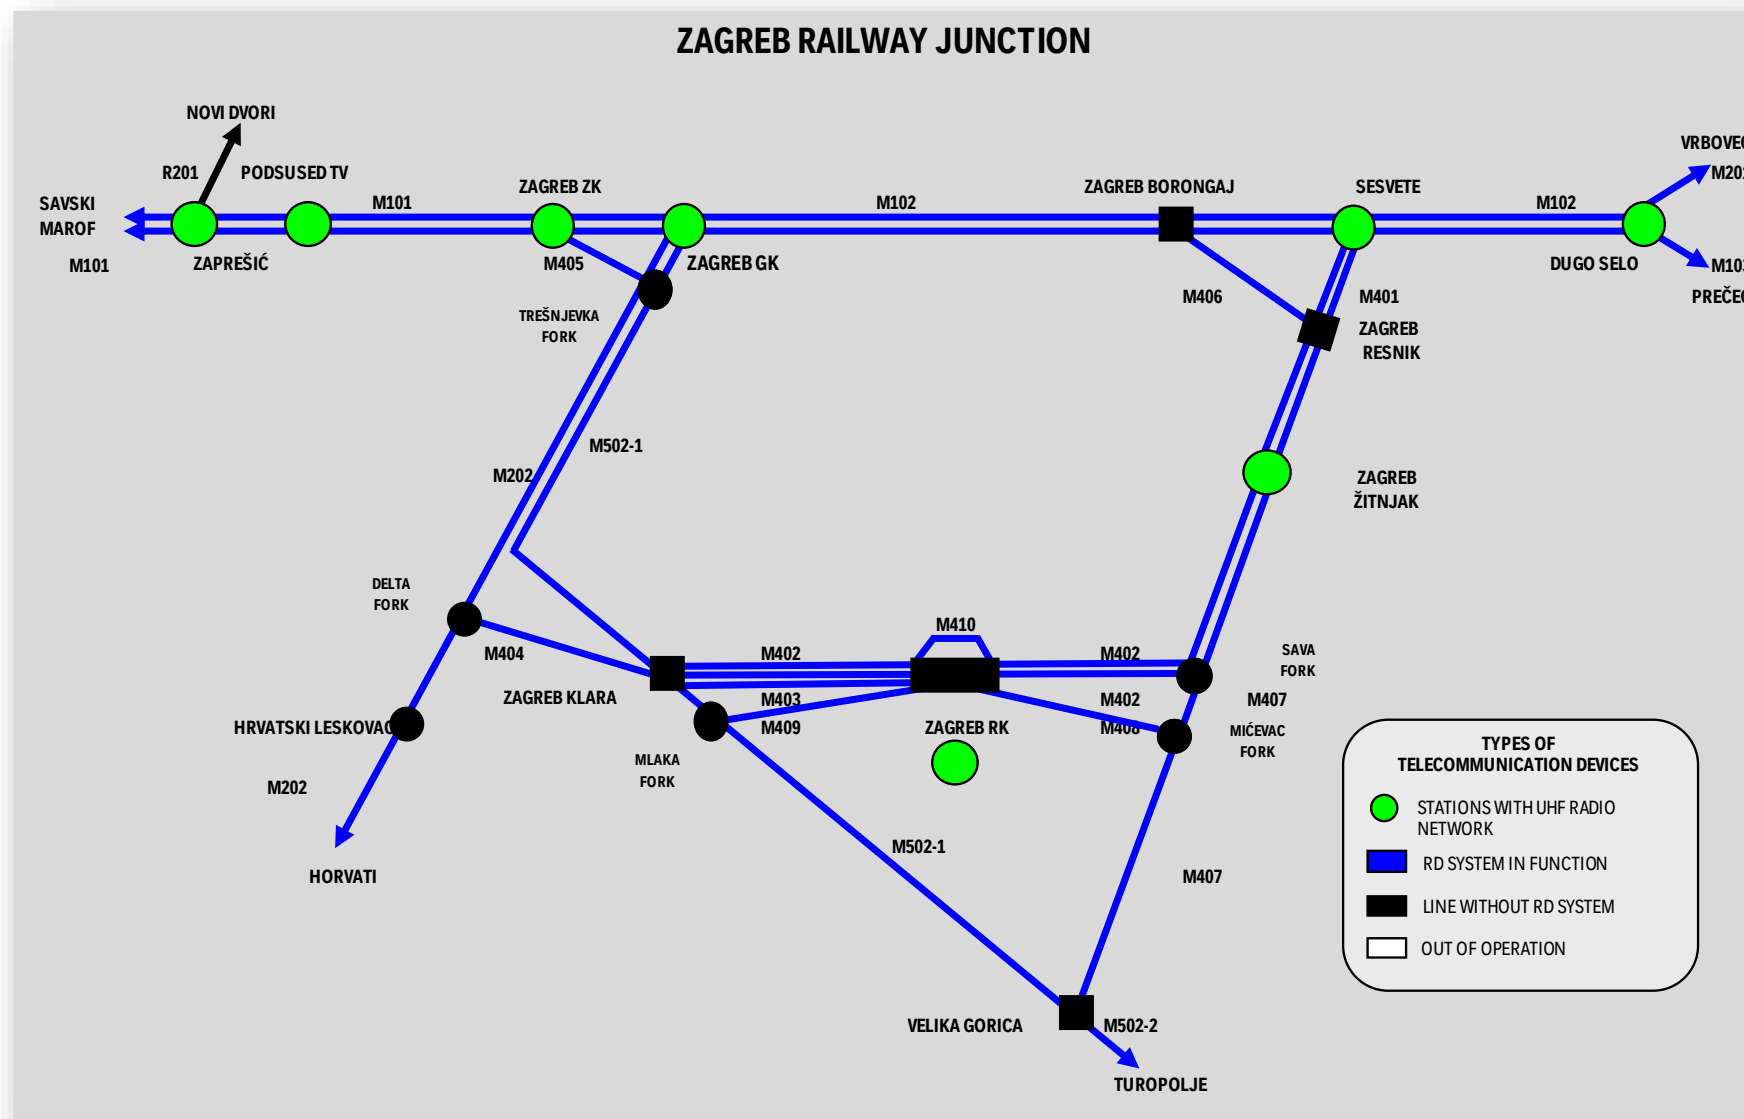 ZAGREB RAILWAY JUNCTION
NOVI DVORI
VRBOVEC
R201
PODSUSED TV
M201
ZAGREB ZK
ZAGREB BORONGAJ
SESVETE
SAVSKI
MAROF
M101
M102
M102
M101
ZAPREŠIĆ
M405
ZAGREB GK
DUGO SELO
M103
M406
M401
PREČEC
TREŠNJEVKA
FORK
ZAGREB
RESNIK
M502-1
M202
ZAGREB
ŽITNJAK
DELTA
FORK
M410
M404
M402
M402
SAVA
FORK
ZAGREB KLARA
M403
M402
M407
HRVATSKI LESKOVAC
M409
ZAGREB RK
M408
MIĆEVAC
FORK
MLAKA
FORK
M202
TYPES OF
TELECOMMUNICATION DEVICES
STATIONS WITH UHF RADIO
NETWORK
RD SYSTEM IN FUNCTION
LINE WITHOUT RD SYSTEM
OUT OF OPERATION
M502-1
HORVATI
M407
VELIKA GORICA
M502-2
TUROPOLJE